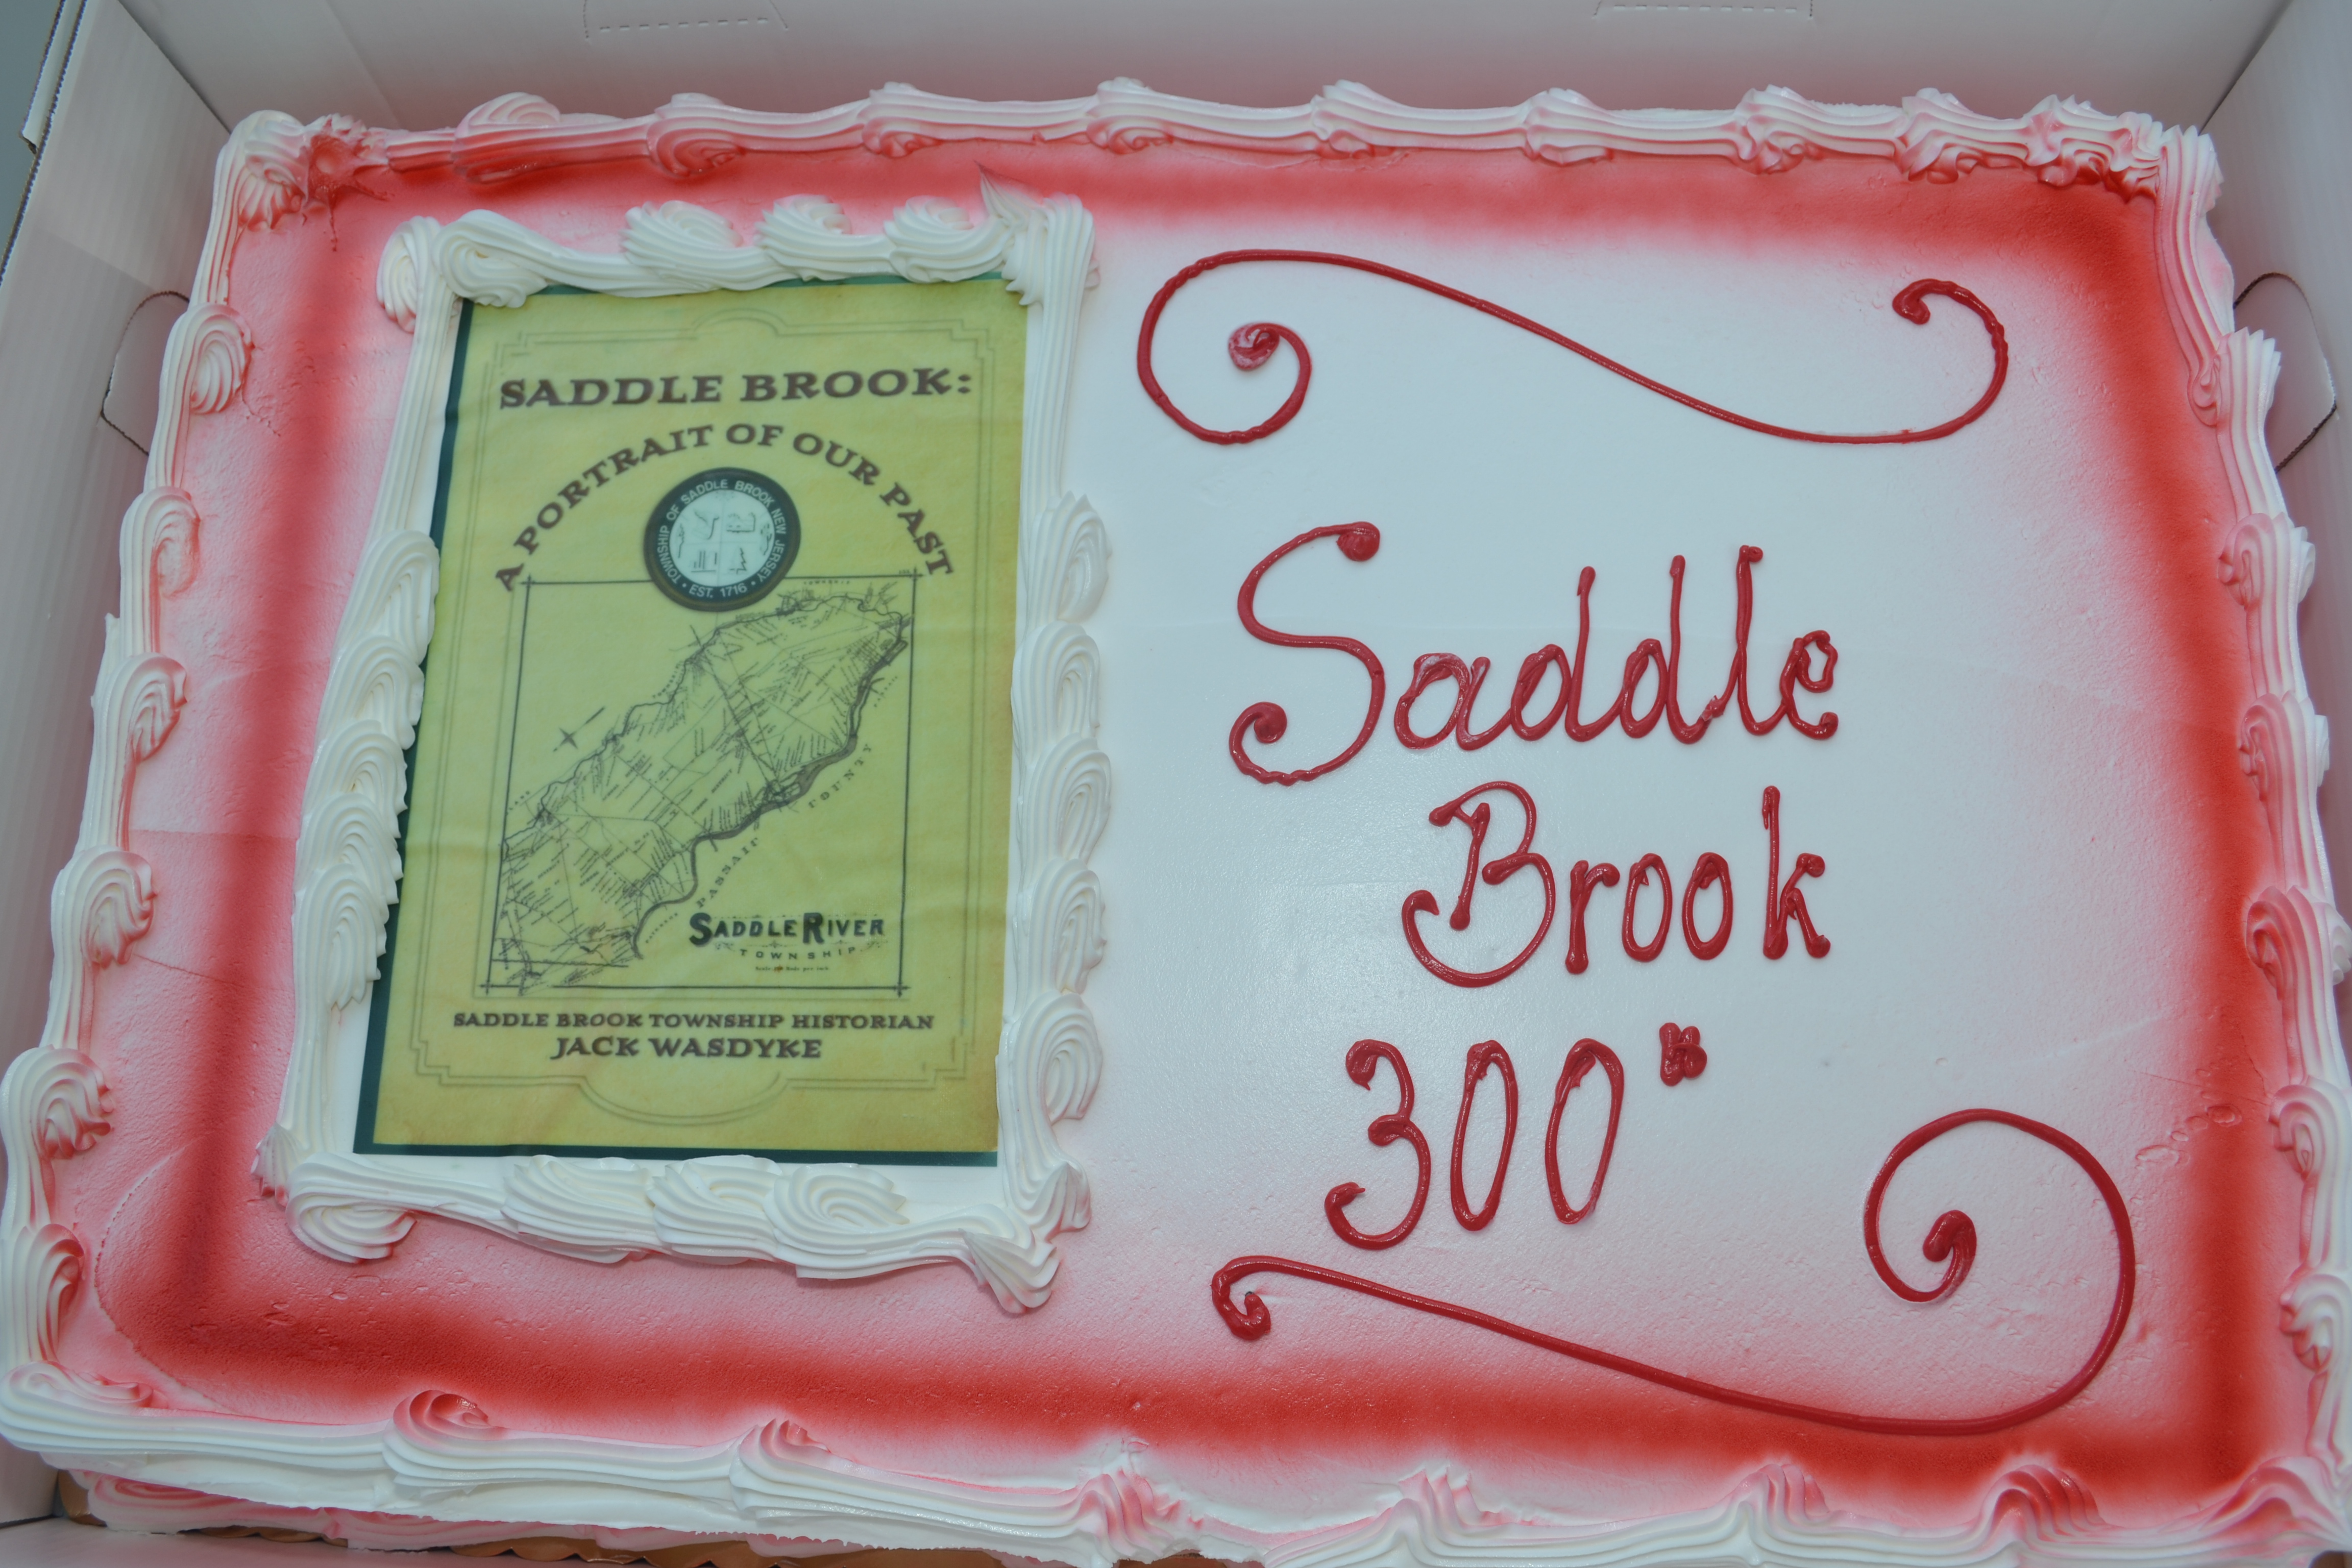 SADDLE BROOK:
A PORTRAIT OF OUR PAST
TOWNSHIP OF SADDLE BROOK NEW JERSEY
• EST. 1716 •
PASSAIC COUNTY
SADDLE RIVER
TOWNSHIP
SADDLE BROOK TOWNSHIP HISTORIAN
JACK WASDYKE
Saddle
Brook
300th